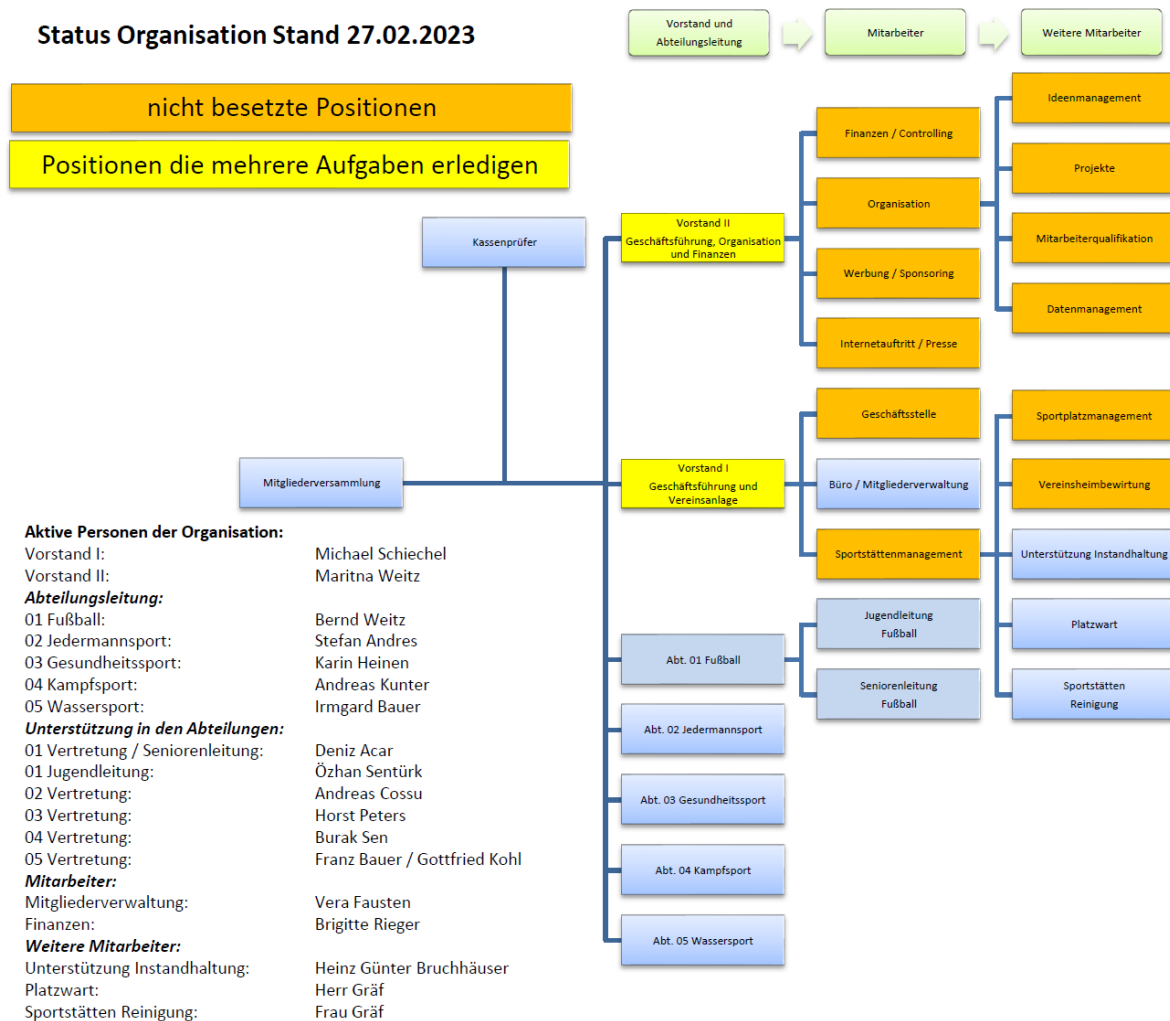 Status Organisation Stand 27.02.2023
nicht besetzte Positionen
Positionen die mehrere Aufgaben erledigen
Vorstand und
Abteilungsleitung
Mitarbeiter
Weitere Mitarbeiter
Kassenprüfer
Mitgliederversammlung
Vorstand II
Geschäftsführung, Organisation
und Finanzen
Finanzen / Controlling
Organisation
Werbung / Sponsoring
Internetauftritt / Presse
Ideenmanagement
Projekte
Mitarbeiterqualifikation
Datenmanagement
Vorstand I
Geschäftsführung und
Vereinsanlage
Geschäftsstelle
Büro / Mitgliederverwaltung
Sportstättenmanagement
Sportplatzmanagement
Vereinsheimbewirtung
Unterstützung Instandhaltung
Platzwart
Sportstätten
Reinigung
Abt. 01 Fußball
Jugendleitung
Fußball
Seniorenleitung
Fußball
Abt. 02 Jedermannsport
Abt. 03 Gesundheitssport
Abt. 04 Kampfsport
Abt. 05 Wassersport
Aktive Personen der Organisation:
Vorstand I: Michael Schiechel
Vorstand II: Maritna Weitz
Abteilungsleitung:
01 Fußball: Bernd Weitz
02 Jedermannsport: Stefan Andres
03 Gesundheitssport: Karin Heinen
04 Kampfsport: Andreas Kunter
05 Wassersport: Irmgard Bauer
Unterstützung in den Abteilungen:
01 Vertretung / Seniorenleitung: Deniz Acar
01 Jugendleitung: Özhan Sentürk
02 Vertretung: Andreas Cossu
03 Vertretung: Horst Peters
04 Vertretung: Burak Sen
05 Vertretung: Franz Bauer / Gottfried Kohl
Mitarbeiter:
Mitgliederverwaltung: Vera Fausten
Finanzen: Brigitte Rieger
Weitere Mitarbeiter:
Unterstützung Instandhaltung: Heinz Günter Bruchhäuser
Platzwart: Herr Gräf
Sportstätten Reinigung: Frau Gräf